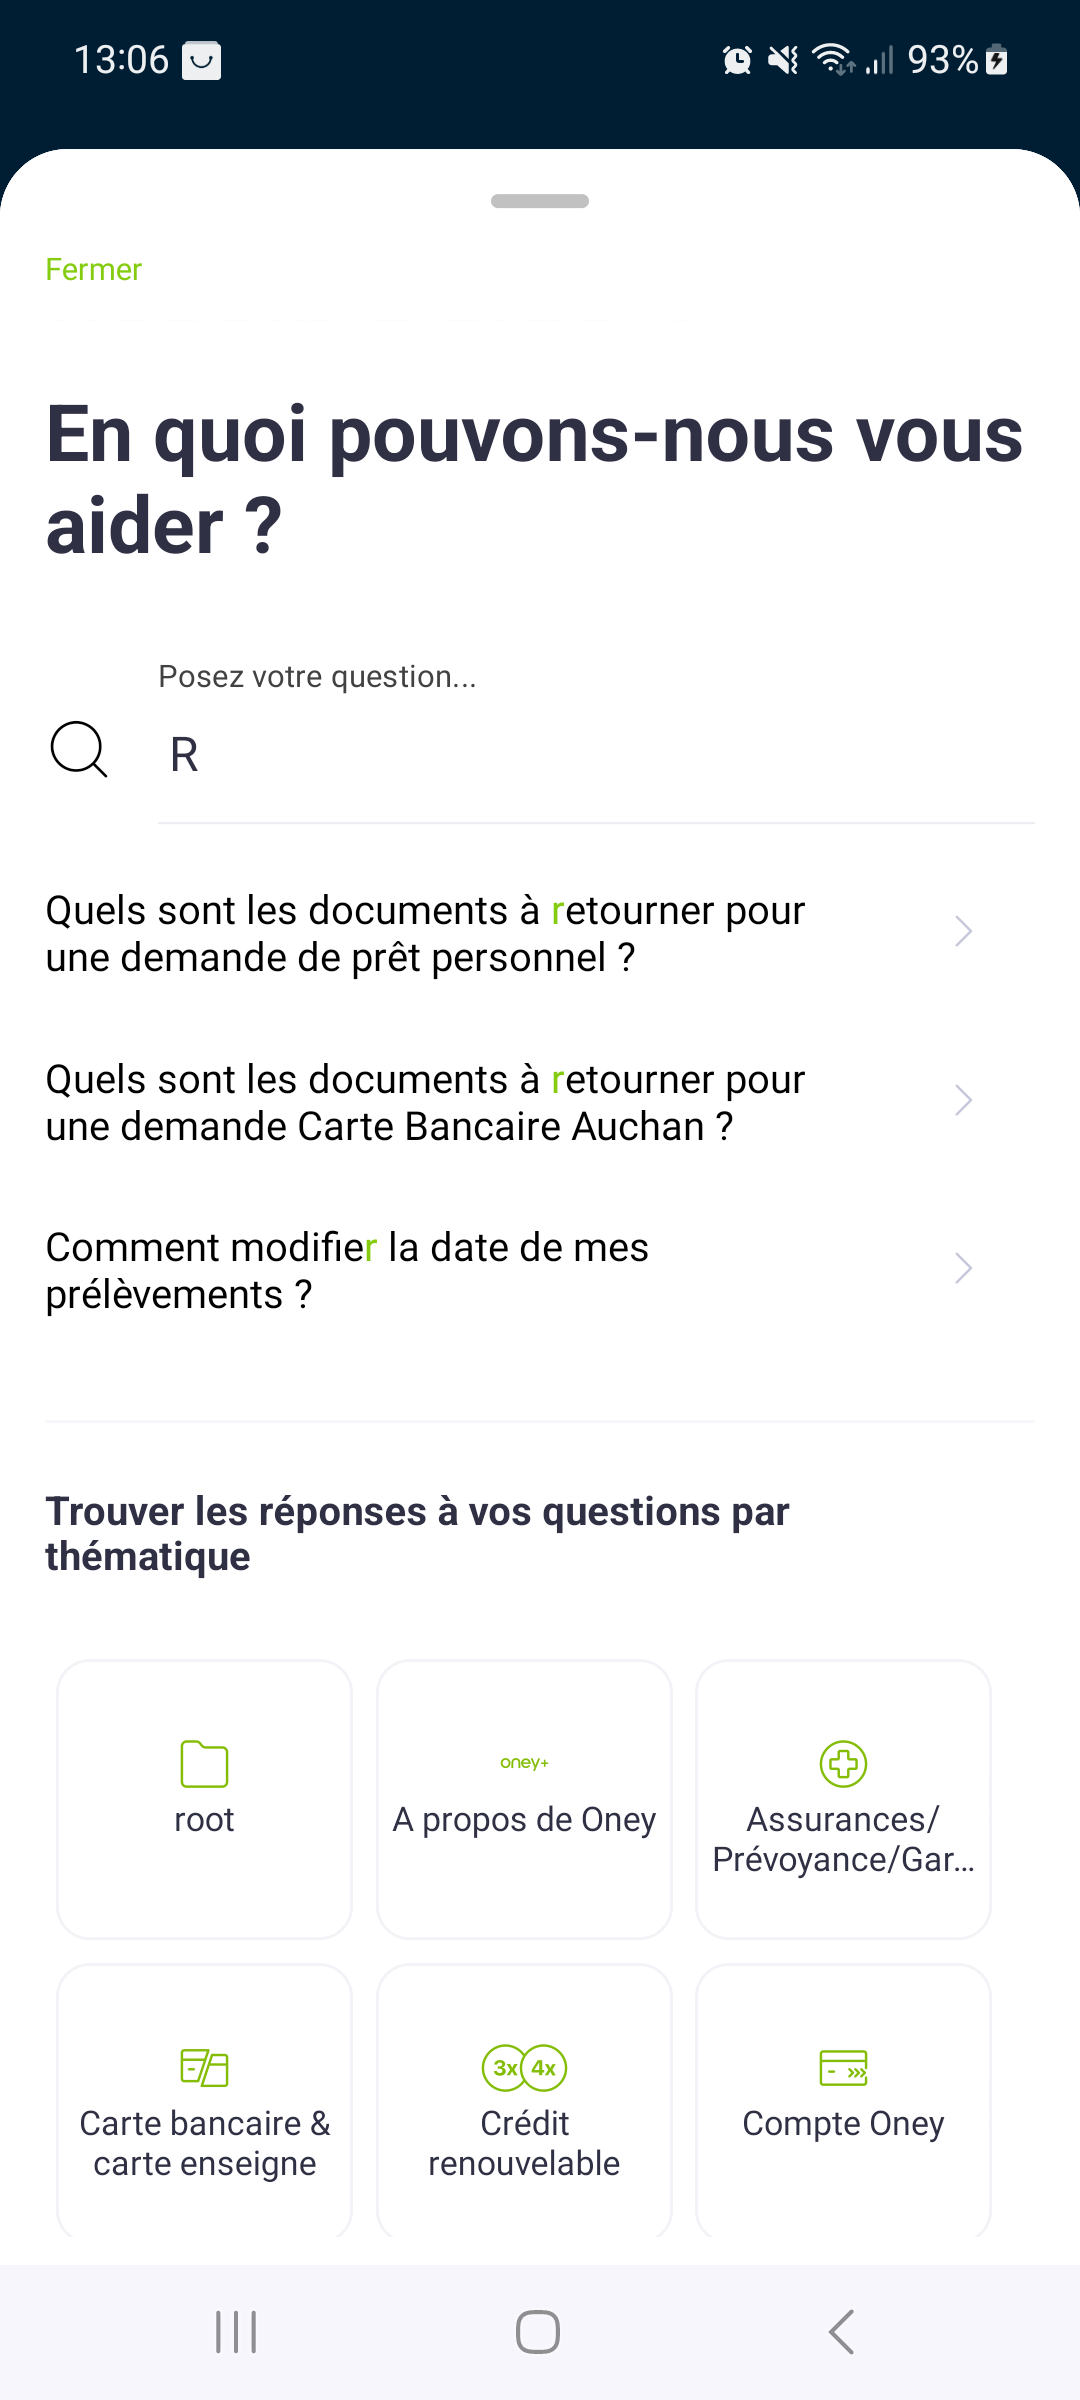 13:06 93%
Fermer
En quoi pouvons-nous vous
aider ?
Posez votre question...
R
Quels sont les documents à retourner pour
une demande de prêt personnel ?
Quels sont les documents à retourner pour
une demande Carte Bancaire Auchan ?
Comment modifier la date de mes
prélèvements ?
Trouver les réponses à vos questions par
thématique
root
oney+
A propos de Oney
Assurances/
Prévoyance/Gar...
Carte bancaire &
carte enseigne
3x 4x
Crédit
renouvelable
Compte Oney